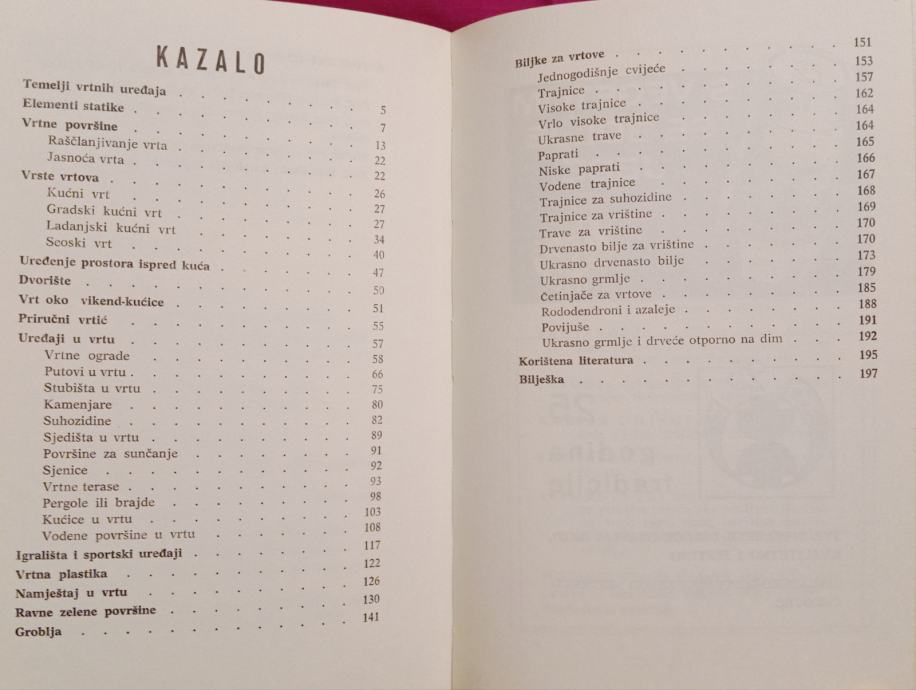 KAZALO
Temelji vrtnih uređaja . . . . . . . . 5
Elementi statike . . . . . . . . 7
Vrtne površine . . . . . . . . 13
Raščlanjivanje vrta . . . . . . . . 22
Jasnoća vrta . . . . . . . . 22
Vrste vrtova . . . . . . . . 26
Kućni vrt . . . . . . . . 27
Gradski kućni vrt . . . . . . . . 27
Ladanjski kućni vrt . . . . . . . . 34
Seoski vrt . . . . . . . . 40
Uređenje prostora ispred kuća . . . . . . . . 47
Dvorište . . . . . . . . 50
Vrt oko vikend-kućice . . . . . . . . 51
Priručni vrtić . . . . . . . . 55
Uređaji u vrtu . . . . . . . . 57
Vrtne ograde . . . . . . . . 58
Putovi u vrtu . . . . . . . . 66
Stubišta u vrtu . . . . . . . . 75
Kamenjare . . . . . . . . 80
Suhozidine . . . . . . . . 82
Sjedišta u vrtu . . . . . . . . 89
Površine za sunčanje . . . . . . . . 91
Sjenice . . . . . . . . 92
Vrtne terase . . . . . . . . 93
Pergole ili brajde . . . . . . . . 98
Kućice u vrtu . . . . . . . . 103
Vodene površine u vrtu . . . . . . . . 108
Igrališta i sportski uređaji . . . . . . . . 117
Vrtna plastika . . . . . . . . 122
Namještaj u vrtu . . . . . . . . 126
Ravne zelene površine . . . . . . . . 130
Groblja . . . . . . . . 141
Biljke za vrtove . . . . . . . . 151
Jednogodišnje cvijeće . . . . . . . . 153
Trajnice . . . . . . . . 157
Visoke trajnice . . . . . . . . 162
Vrlo visoke trajnice . . . . . . . . 164
Ukrasne trave . . . . . . . . 164
Paprati . . . . . . . . 165
Niske paprati . . . . . . . . 166
Vodene trajnice . . . . . . . . 167
Trajnice za suhozidine . . . . . . . . 168
Trajnice za vrištine . . . . . . . . 169
Trave za vrištine . . . . . . . . 170
Drvenasto bilje za vrištine . . . . . . . . 170
Ukrasno drvenasto bilje . . . . . . . . 173
Ukrasno grmlje . . . . . . . . 179
Četinjače za vrtove . . . . . . . . 185
Rododendroni i azaleje . . . . . . . . 188
Povijuše . . . . . . . . 191
Ukrasno grmlje i drveće otporno na dim . . . . 192
Korištena literatura . . . . . . . . 195
Bilješka . . . . . . . . 197